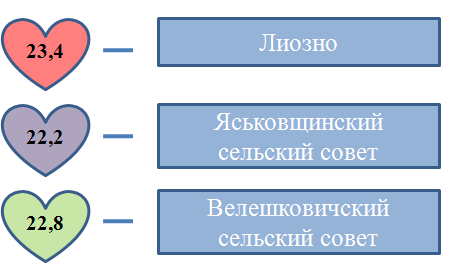 23,4 — Лиозно
22,2 — Яськовщинский
сельский совет
22,8 — Велешковичский
сельский совет